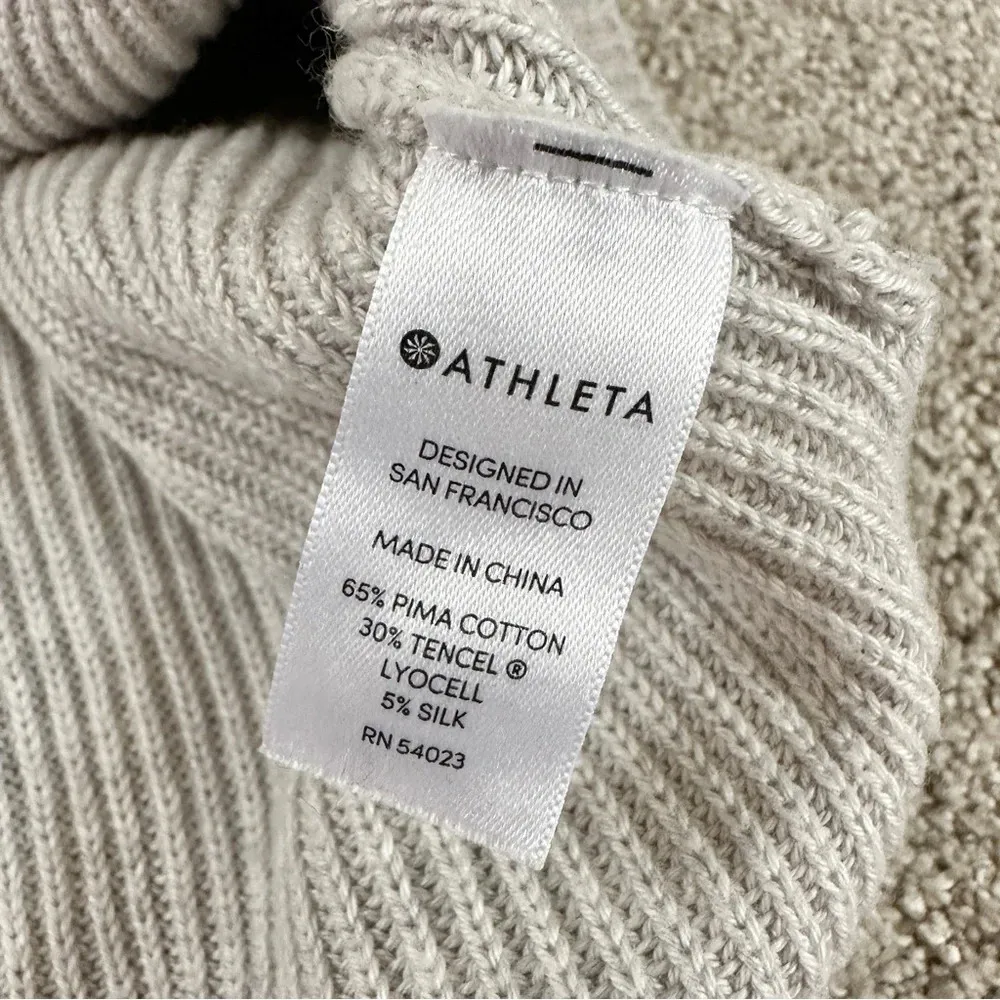 ATHLETA
DESIGNED IN
SAN FRANCISCO
MADE IN CHINA
65% PIMA COTTON
30% TENCEL ®
LYOCELL
5% SILK
RN 54023